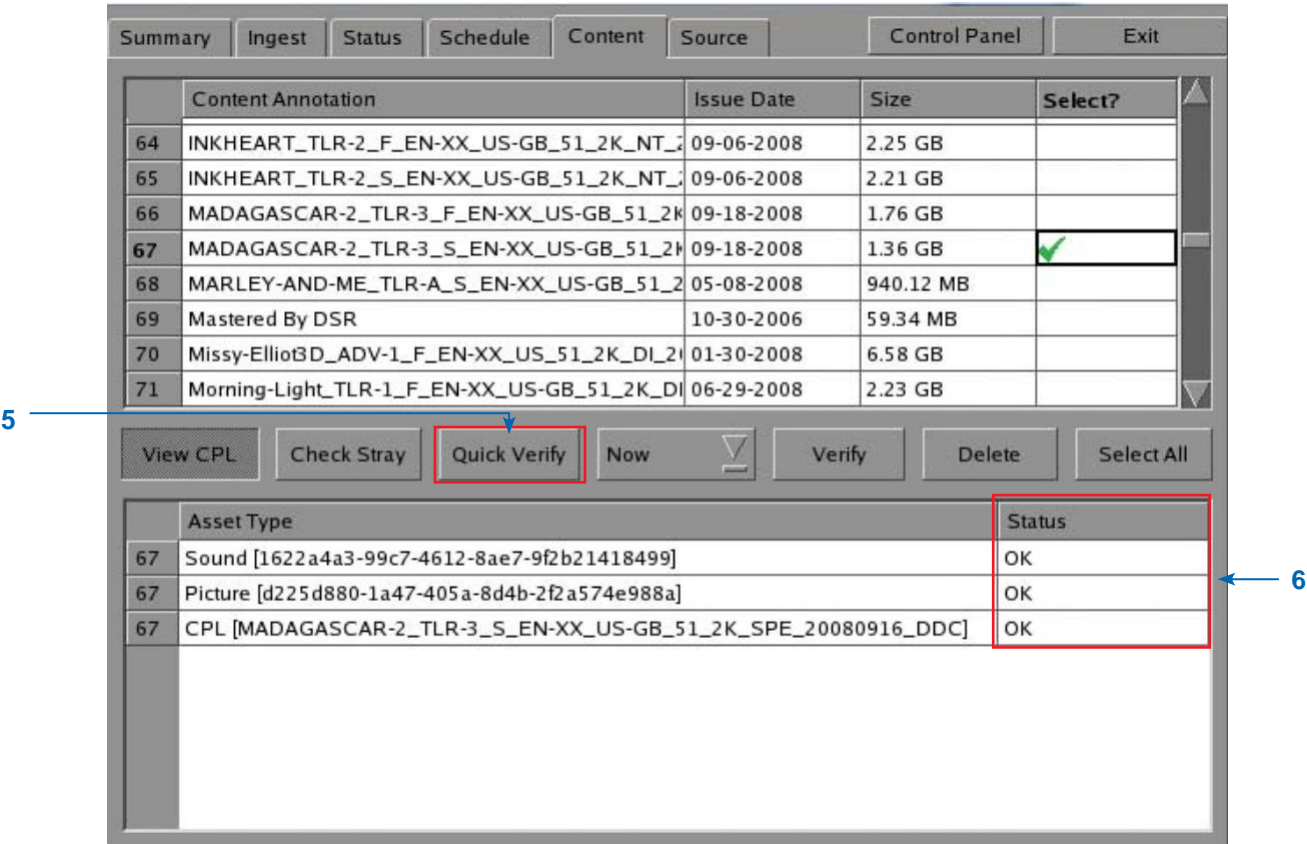 Summary Ingest Status Schedule Content Source Control Panel Exit
Content Annotation Issue Date Size Select?
64 INKHEART_TLR-2_F_EN-XX_US-GB_51_2K_NT_ 09-06-2008 2.25 GB
65 INKHEART_TLR-2_S_EN-XX_US-GB_51_2K_NT_ 09-06-2008 2.21 GB
66 MADAGASCAR-2_TLR-3_F_EN-XX_US-GB_51_2K 09-18-2008 1.76 GB
67 MADAGASCAR-2_TLR-3_S_EN-XX_US-GB_51_2K 09-18-2008 1.36 GB
68 MARLEY-AND-ME_TLR-A_S_EN-XX_US-GB_51_2 05-08-2008 940.12 MB
69 Mastered By DSR 10-30-2006 59.34 MB
70 Missy-Elliot3D_ADV-1_F_EN-XX_US_51_2K_DI_2 01-30-2008 6.58 GB
71 Morning-Light_TLR-1_F_EN-XX_US-GB_51_2K_DI 06-29-2008 2.23 GB
5
View CPL Check Stray Quick Verify Now Verify Delete Select All
Asset Type Status
67 Sound [1622a4a3-99c7-4612-8ae7-9f2b21418499] OK
67 Picture [d225d880-1a47-405a-8d4b-2f2a574e988a] OK
6
67 CPL [MADAGASCAR-2_TLR-3_S_EN-XX_US-GB_51_2K_SPE_20080916_DDC] OK